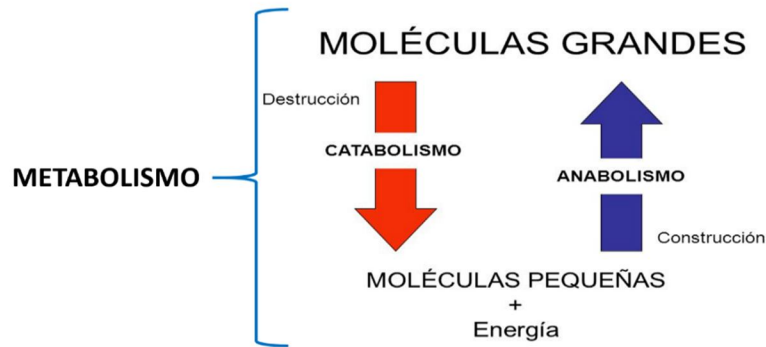 MOLÉCULAS GRANDES
Destrucción
CATABOLISMO
METABOLISMO
ANABOLISMO
Construcción
MOLÉCULAS PEQUEÑAS
+
Energía